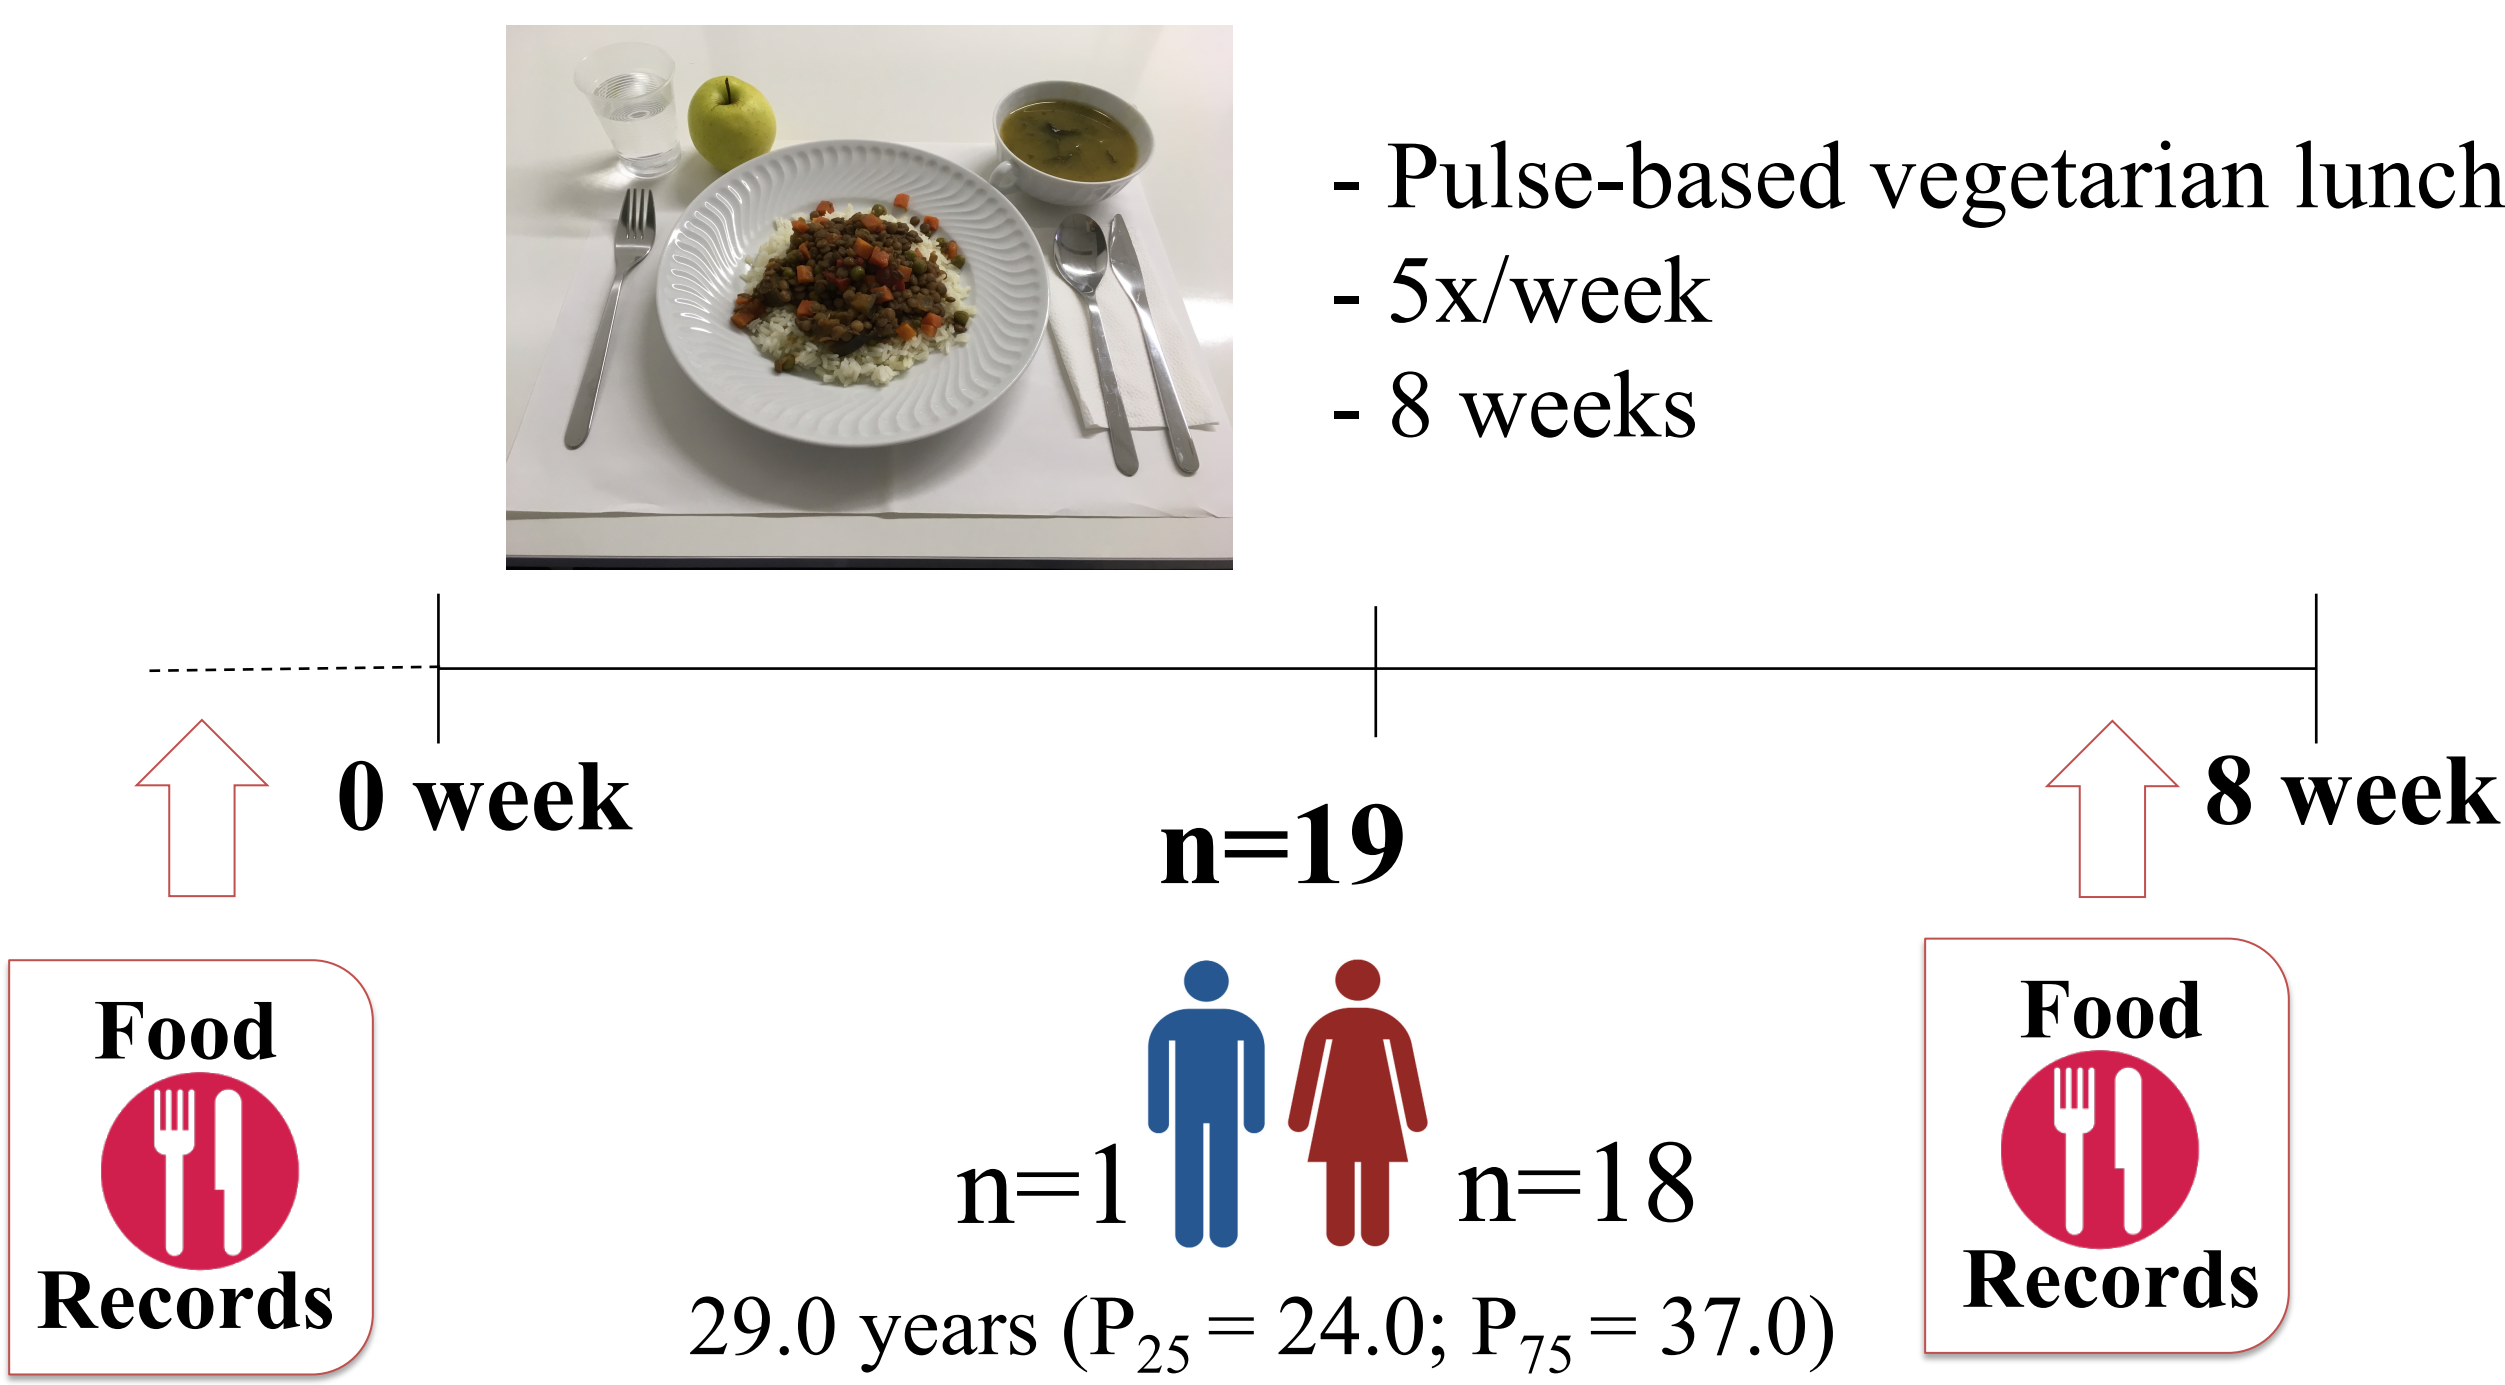 - Pulse-based vegetarian lunch
- 5x/week
- 8 weeks
0 week
8 week
n=19
Food
Records
n=1
n=18
29.0 years (P25 = 24.0; P75 = 37.0)
Food
Records